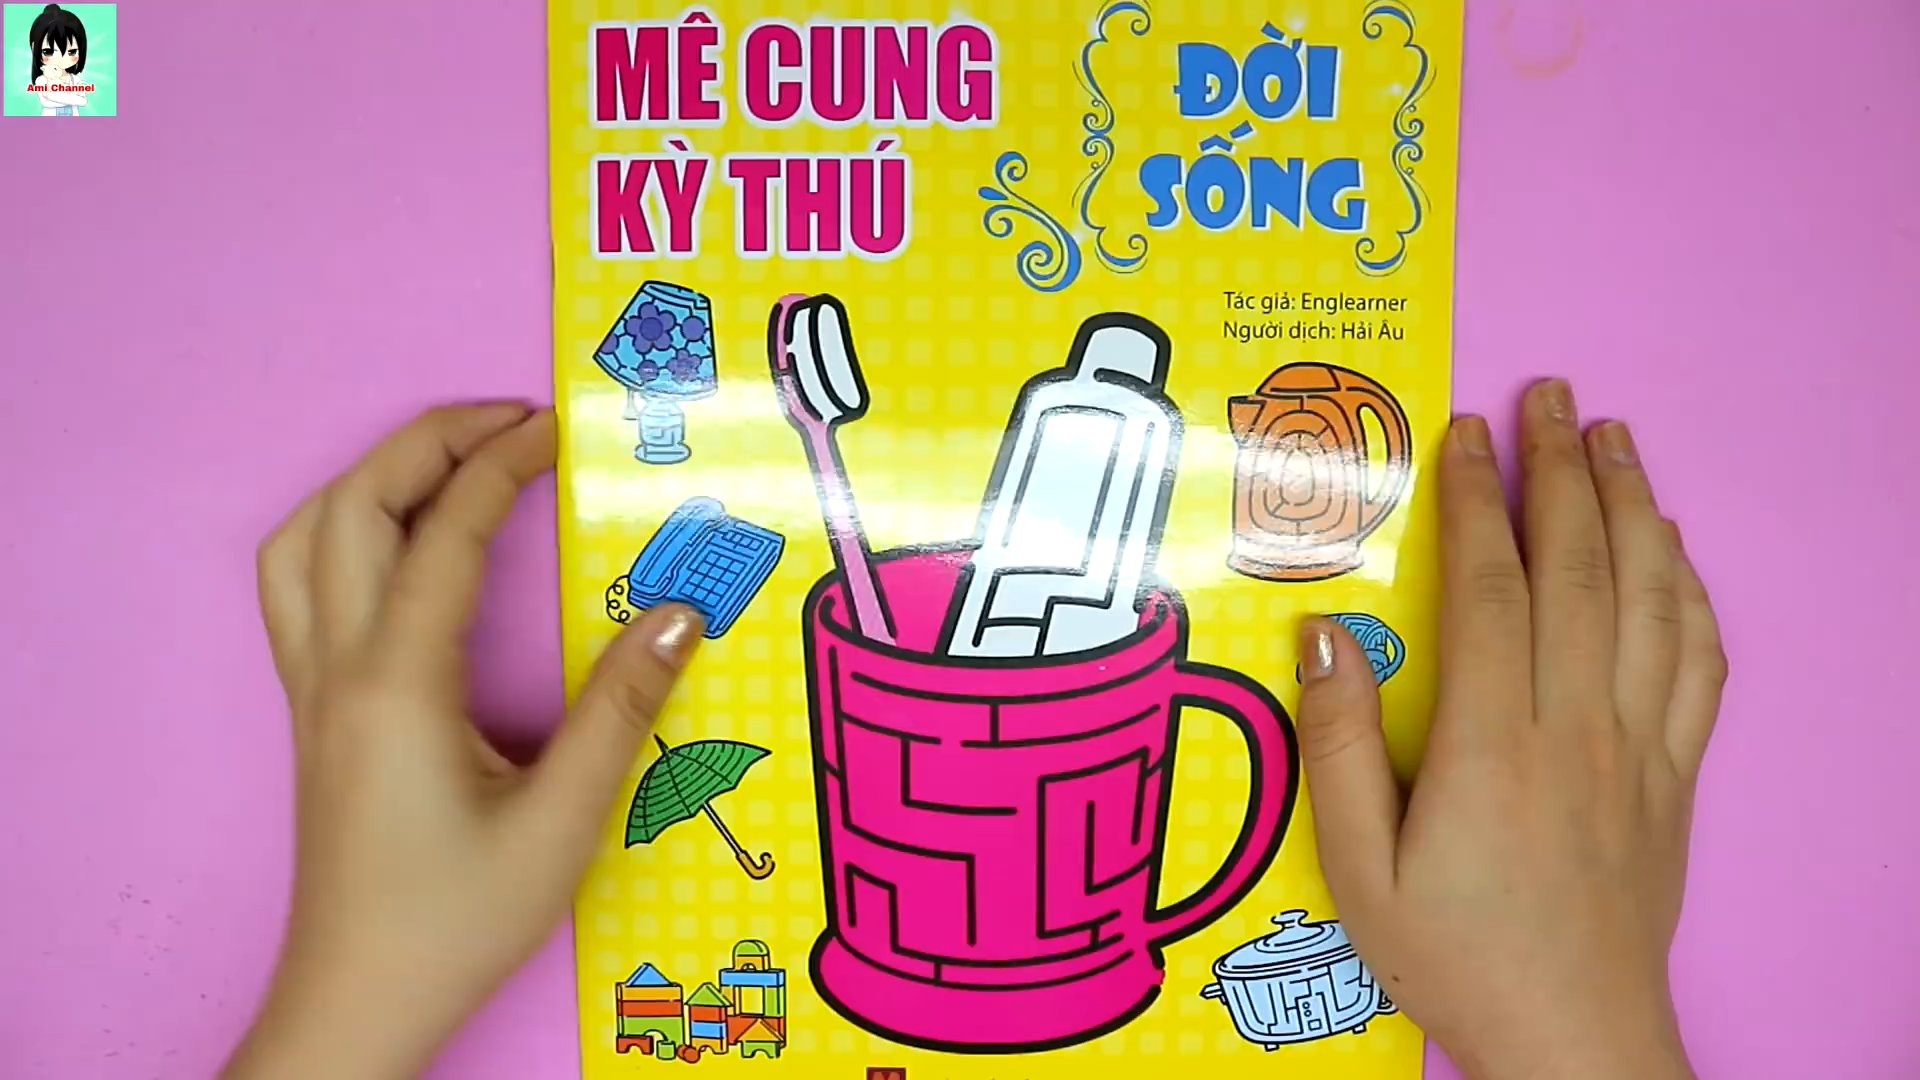 Ami Channel
MÊ CUNG
KỲ THÚ
ĐỜI
SỐNG
Tác giả: Englearner
Người dịch: Hải Âu